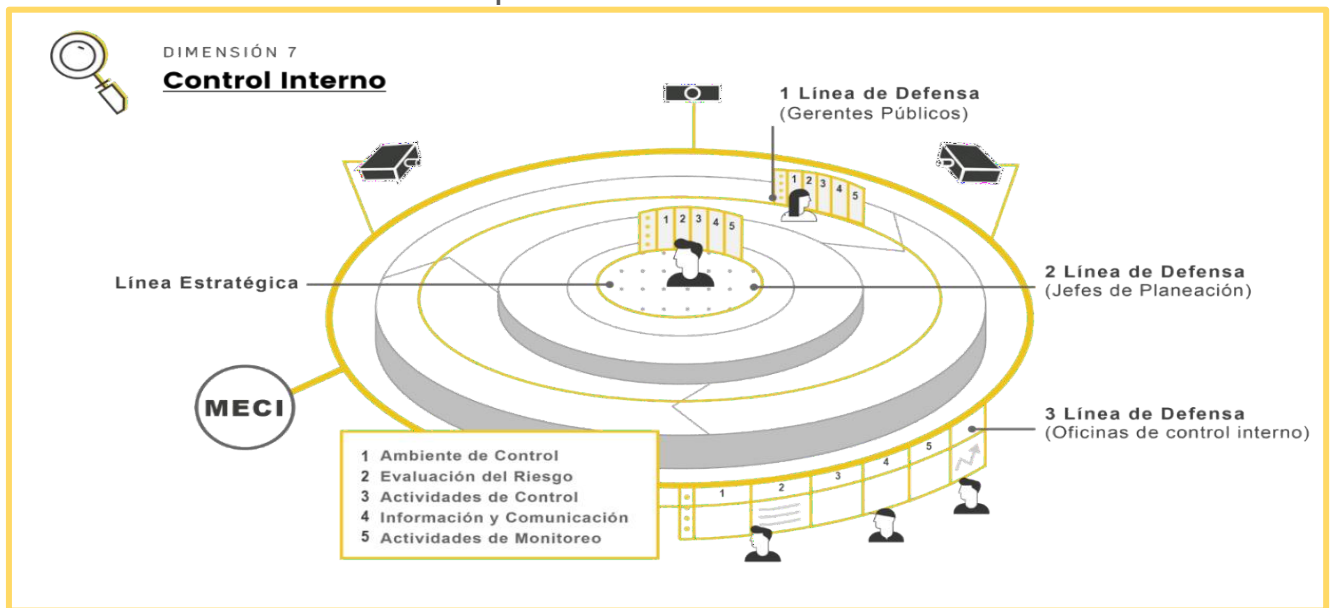 DIMENSIÓN 7
Control Interno
1 Línea de Defensa
(Gerentes Públicos)
1 2 3 4 5
1 2 3 4 5
Línea Estratégica
2 Línea de Defensa
(Jefes de Planeación)
MECI
3 Línea de Defensa
(Oficinas de control interno)
1 Ambiente de Control
2 Evaluación del Riesgo
3 Actividades de Control
4 Información y Comunicación
5 Actividades de Monitoreo
1 2 3 4 5